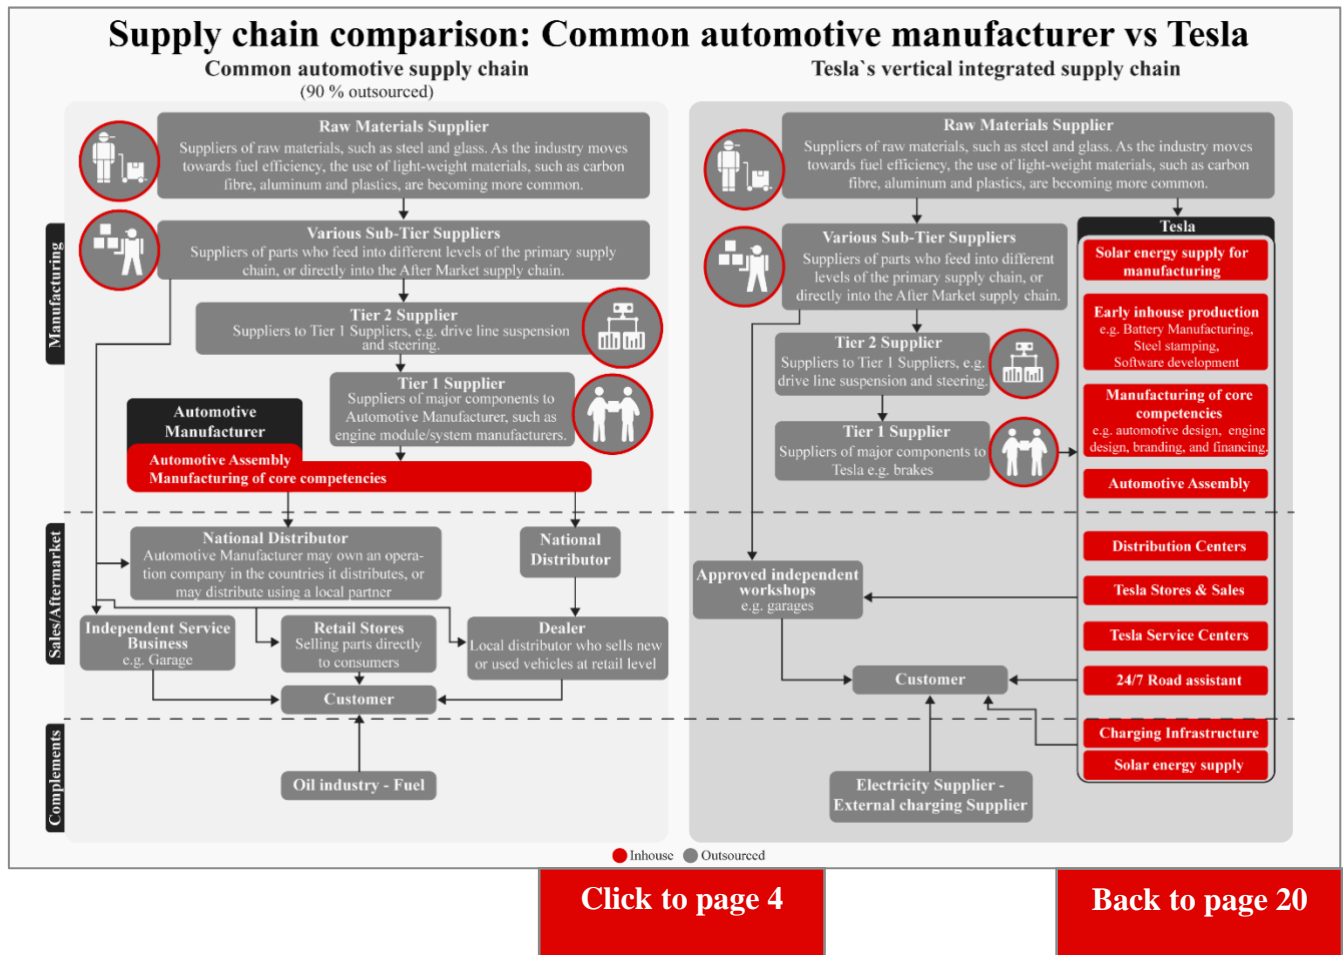 Supply chain comparison: Common automotive manufacturer vs Tesla
Common automotive supply chain
(90 % outsourced)
Raw Materials Supplier
Suppliers of raw materials, such as steel and glass. As the industry moves
towards fuel efficiency, the use of light-weight materials, such as carbon
fibre, aluminum and plastics, are becoming more common.
Manufacturing
Various Sub-Tier Suppliers
Suppliers of parts who feed into different levels of the primary supply
chain, or directly into the After Market supply chain.
Tier 2 Supplier
Suppliers to Tier 1 Suppliers, e.g. drive line suspension
and steering.
Tier 1 Supplier
Suppliers of major components to
Automotive Manufacturer, such as
engine module/system manufacturers.
Automotive
Manufacturer
Automotive Assembly
Manufacturing of core competencies
Sales/Aftermarket
National Distributor
Automotive Manufacturer may own an opera-
tion company in the countries it distributes, or
may distribute using a local partner
National
Distributor
Independent Service
Business
e.g. Garage
Retail Stores
Selling parts directly
to consumers
Dealer
Local distributor who sells new
or used vehicles at retail level
Customer
Complements
Oil industry - Fuel
Tesla`s vertical integrated supply chain
Raw Materials Supplier
Suppliers of raw materials, such as steel and glass. As the industry moves
towards fuel efficiency, the use of light-weight materials, such as carbon
fibre, aluminum and plastics, are becoming more common.
Various Sub-Tier Suppliers
Suppliers of parts who feed into different
levels of the primary supply chain, or
directly into the After Market supply chain.
Tier 2 Supplier
Suppliers to Tier 1 Suppliers, e.g.
drive line suspension and steering.
Tier 1 Supplier
Suppliers of major components to
Tesla e.g. brakes
Approved independent
workshops
e.g. garages
Customer
Electricity Supplier -
External charging Supplier
Tesla
Solar energy supply for
manufacturing
Early inhouse production
e.g. Battery Manufacturing,
Steel stamping,
Software development
Manufacturing of core
competencies
e.g. automotive design, engine
design, branding, and financing.
Automotive Assembly
Distribution Centers
Tesla Stores & Sales
Tesla Service Centers
24/7 Road assistant
Charging Infrastructure
Solar energy supply
Inhouse
Outsourced
Click to page 4
Back to page 20